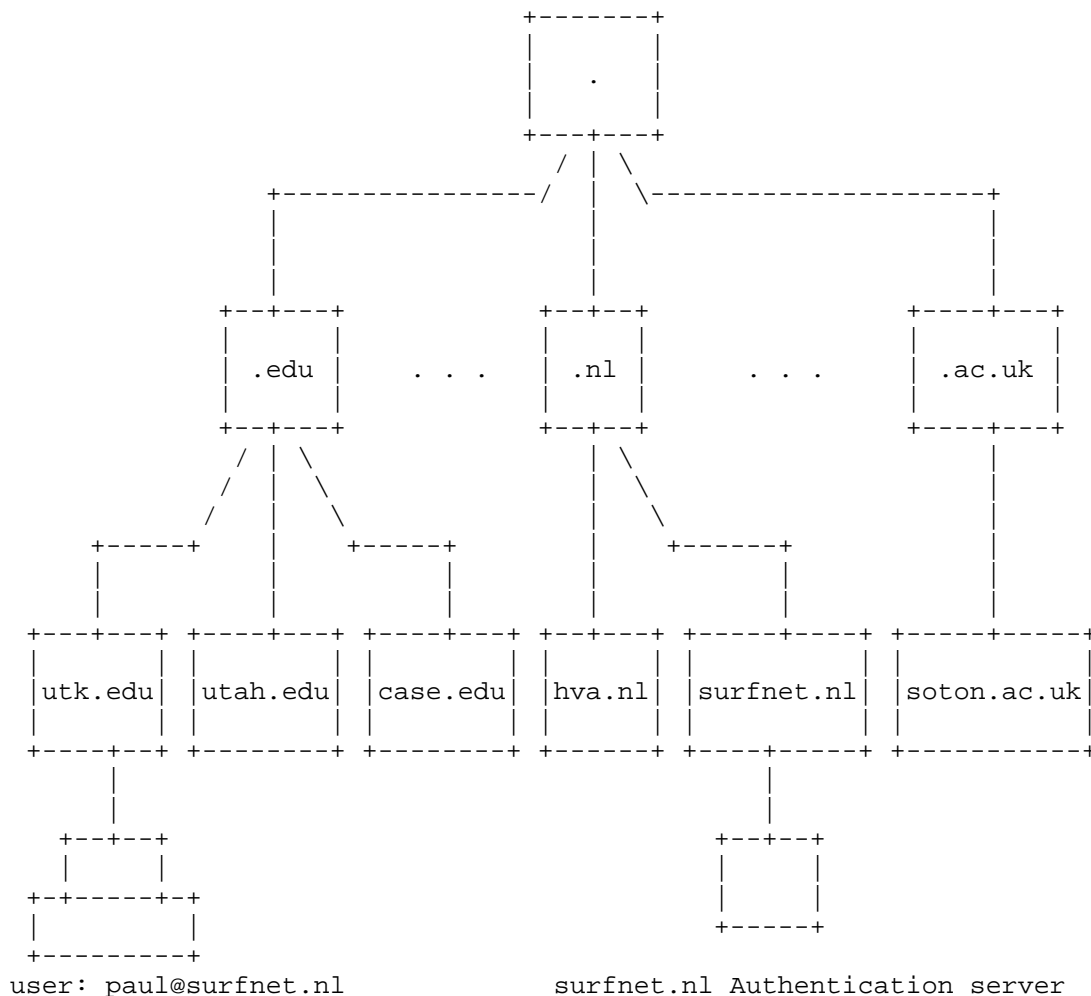 .
.edu . . . .nl . . . .ac.uk
utk.edu utah.edu case.edu hva.nl surfnet.nl soton.ac.uk
user: paul@surfnet.nl surfnet.nl Authentication server